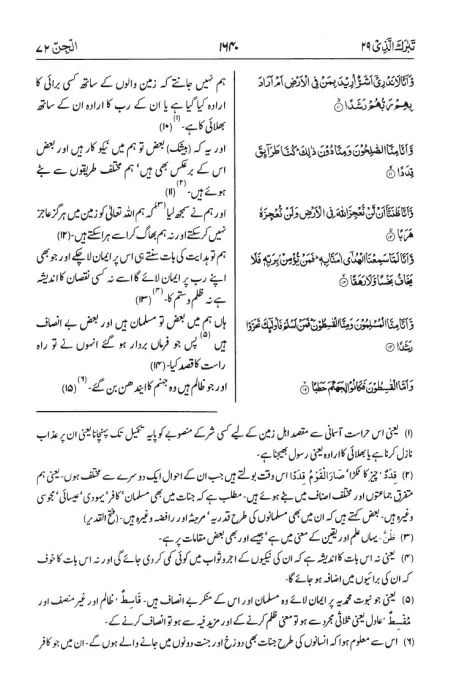 تَبٰرَكَ الَّذِىْ ٢٩
١٦٤٠
الْجِنّ ٧٢
وَّاَنَّا لَا نَدْرِىْٓ اَشَرٌّ اُرِيْدَ بِمَنْ فِى الْاَرْضِ اَمْ اَرَادَ
بِهِمْ رَبُّهُمْ رَشَدًا ۝١٠
وَّاَنَّا مِنَّا الصّٰلِحُوْنَ وَمِنَّا دُوْنَ ذٰلِكَ كُنَّا طَرَآئِقَ
قِدَدًا ۝١١
وَّاَنَّا ظَنَنَّآ اَنْ لَّنْ نُّعْجِزَ اللهَ فِى الْاَرْضِ وَلَنْ نُّعْجِزَهٗ
هَرَبًا ۝١٢
وَّاَنَّا لَمَّا سَمِعْنَا الْهُدٰٓى اٰمَنَّا بِهٖ فَمَنْ يُّؤْمِنْۢ بِرَبِّهٖ فَلَا
يَخَافُ بَخْسًا وَّلَا رَهَقًا ۝١٣
وَّاَنَّا مِنَّا الْمُسْلِمُوْنَ وَمِنَّا الْقٰسِطُوْنَ فَمَنْ اَسْلَمَ فَاُولٰٓئِكَ تَحَرَّوْا
رَشَدًا ۝١٤
وَاَمَّا الْقٰسِطُوْنَ فَكَانُوْا لِجَهَنَّمَ حَطَبًا ۝١٥
ہم نہیں جانتے کہ زمین والوں کے ساتھ کسی برائی کا
ارادہ کیا گیا ہے یا ان کے رب کا ارادہ ان کے ساتھ
بھلائی کا ہے۔(١) (١٠)
اور یہ کہ (بیشک) بعض تو ہم میں نیکو کار ہیں اور بعض
اس کے برعکس بھی ہیں' ہم مختلف طریقوں سے بٹے
ہوئے ہیں۔(٢) (١١)
اور ہم نے سمجھ لیا(٣) کہ ہم اللہ تعالیٰ کو زمین میں ہرگز عاجز
نہیں کر سکتے اور نہ ہم بھاگ کر اسے ہرا سکتے ہیں۔(١٢)
ہم تو ہدایت کی بات سنتے ہی اس پر ایمان لا چکے اور جو بھی
اپنے رب پر ایمان لائے گا اسے نہ کسی نقصان کا اندیشہ
ہے نہ ظلم و ستم کا۔(٤) (١٣)
ہاں ہم میں بعض تو مسلمان ہیں اور بعض بے انصاف
ہیں(٥) پس جو فرماں بردار ہو گئے انہوں نے تو راہ
راست کا قصد کیا۔(١٤)
اور جو ظالم ہیں وہ جہنم کا ایندھن بن گئے۔(٦) (١٥)
(١) یعنی اس حراست آسمانی سے مقصد اہل زمین کے لیے کسی شر کے منصوبے کو پایہ تکمیل تک پہنچانا یعنی ان پر عذاب
نازل کرنا ہے یا بھلائی کا ارادہ یعنی رسول بھیجنا ہے۔
(٢) قِدَدٌ، چیز کا ٹکڑا' صَارَ الْقَوْمُ قِدَدًا اس وقت بولتے ہیں جب ان کے احوال ایک دوسرے سے مختلف ہوں۔ یعنی ہم
متفرق جماعتوں اور مختلف اصناف میں بٹے ہوئے ہیں۔ مطلب ہے کہ جنات میں بھی مسلمان' کافر' یہودی' عیسائی' مجوسی
وغیرہ ہیں۔ بعض کہتے ہیں کہ ان میں بھی مسلمانوں کی طرح قدریہ' مرجئہ اور رافضہ وغیرہ ہیں۔ (فتح القدیر)
(٣) ظَنَّ۔ یہاں علم اور یقین کے معنی میں ہے' جیسے اور بھی بعض مقامات پر ہے۔
(٤) یعنی نہ اس بات کا اندیشہ ہے کہ ان کی نیکیوں کے اجر و ثواب میں کوئی کمی کر دی جائے گی اور نہ اس بات کا خوف
کہ ان کی برائیوں میں اضافہ ہو جائے گا۔
(٥) یعنی جو نبوت محمدیہ پر ایمان لائے وہ مسلمان اور اس کے منکر بے انصاف ہیں۔ قَاسِطٌ' ظالم اور غیر منصف اور
مُقْسِطٌ' عادل یعنی ثلاثی مجرد سے ہو تو معنی ظلم کرنے کے اور مزید فیہ سے ہو تو انصاف کرنے کے۔
(٦) اس سے معلوم ہوا کہ انسانوں کی طرح جنات بھی دوزخ اور جنت دونوں میں جانے والے ہوں گے۔ ان میں جو کافر